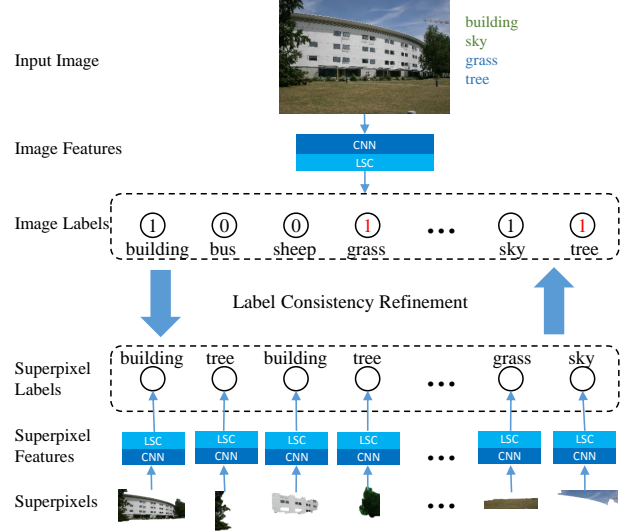 building
sky
grass
tree
Input Image
Image Features
CNN
LSC
Image Labels
1 0 0 1 ... 1 1
building bus sheep grass sky tree
Label Consistency Refinement
building tree building tree grass sky
Superpixel
Labels
...
Superpixel
Features
LSC LSC LSC LSC ... LSC LSC
CNN CNN CNN CNN CNN CNN
Superpixels ...